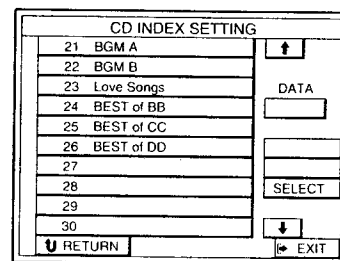 CD INDEX SETTING
21 BGM A
22 BGM B
23 Love Songs
24 BEST of BB
25 BEST of CC
26 BEST of DD
27
28
29
30
DATA
SELECT
RETURN
EXIT